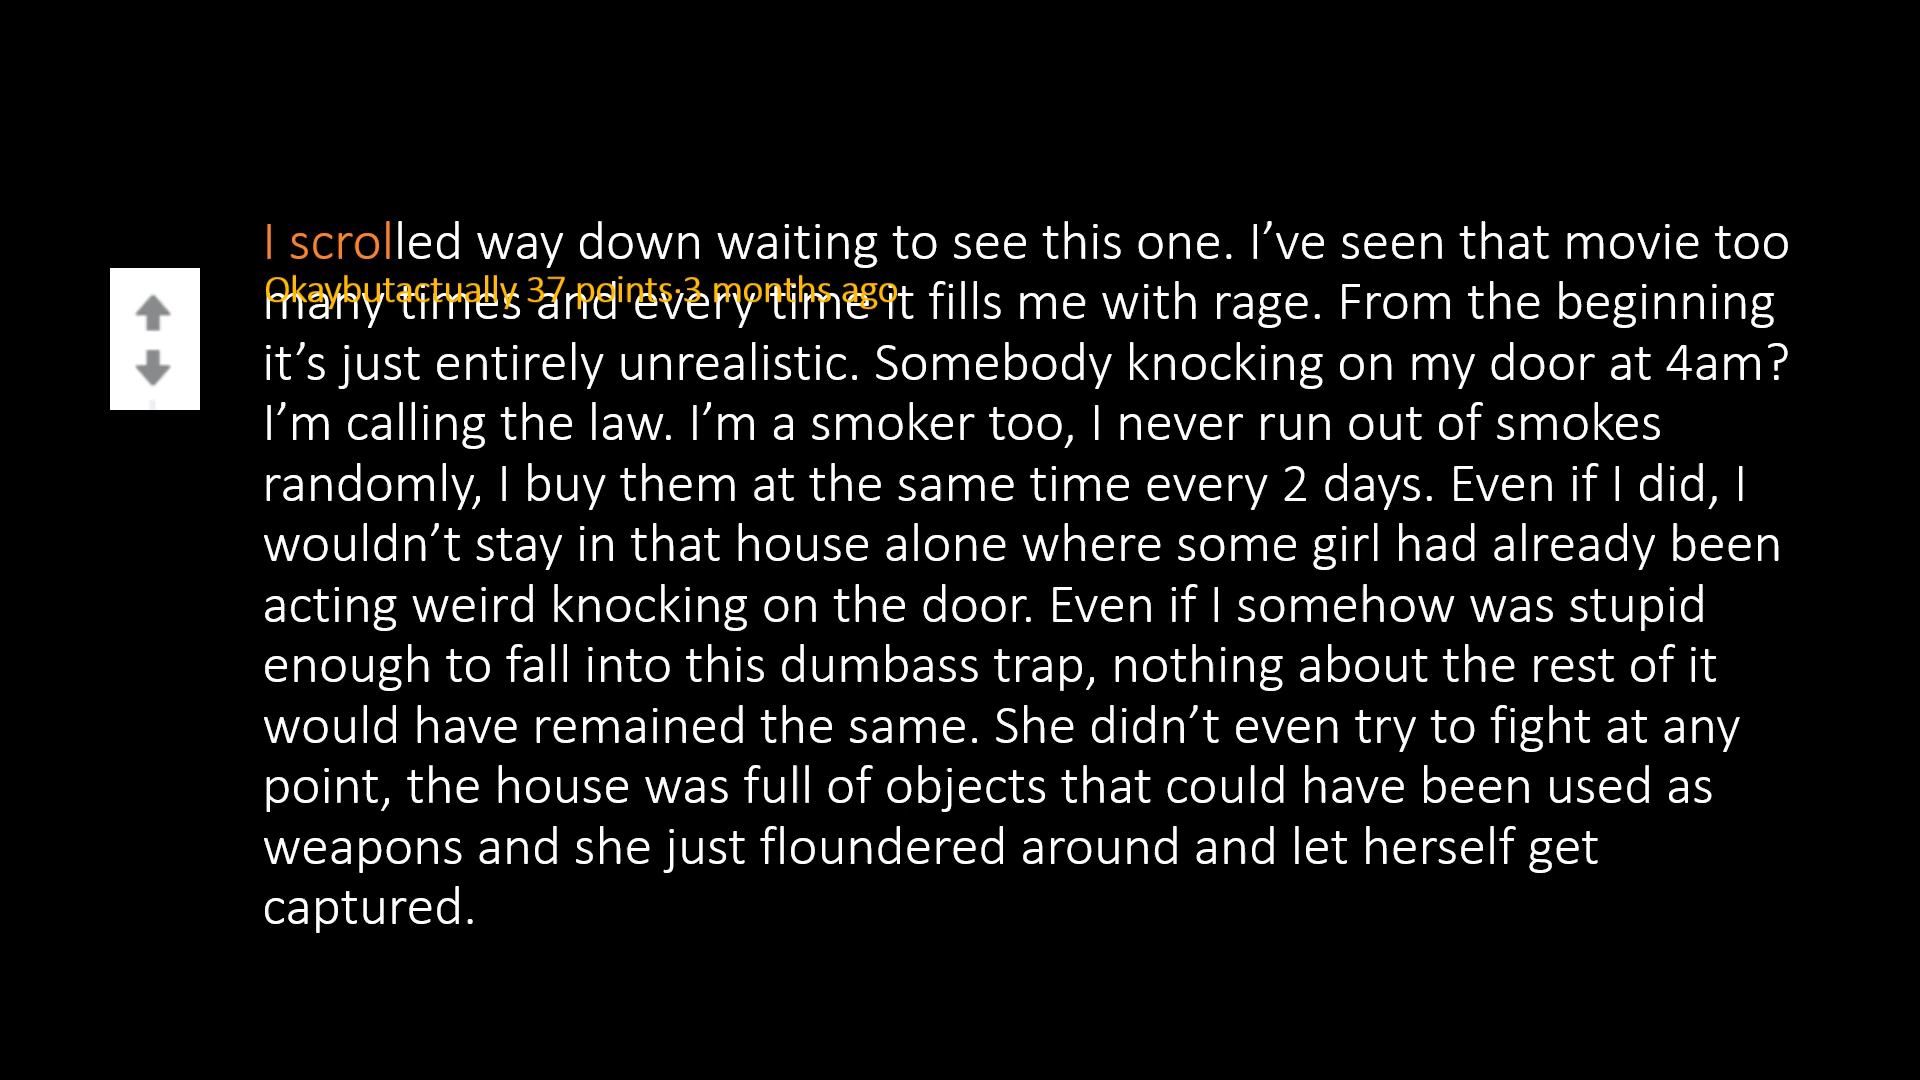 I scrolled way down waiting to see this one. I’ve seen that movie too
Okaybutactually 37 points·3 months ago
many times and every time it fills me with rage. From the beginning
it’s just entirely unrealistic. Somebody knocking on my door at 4am?
I’m calling the law. I’m a smoker too, I never run out of smokes
randomly, I buy them at the same time every 2 days. Even if I did, I
wouldn’t stay in that house alone where some girl had already been
acting weird knocking on the door. Even if I somehow was stupid
enough to fall into this dumbass trap, nothing about the rest of it
would have remained the same. She didn’t even try to fight at any
point, the house was full of objects that could have been used as
weapons and she just floundered around and let herself get
captured.